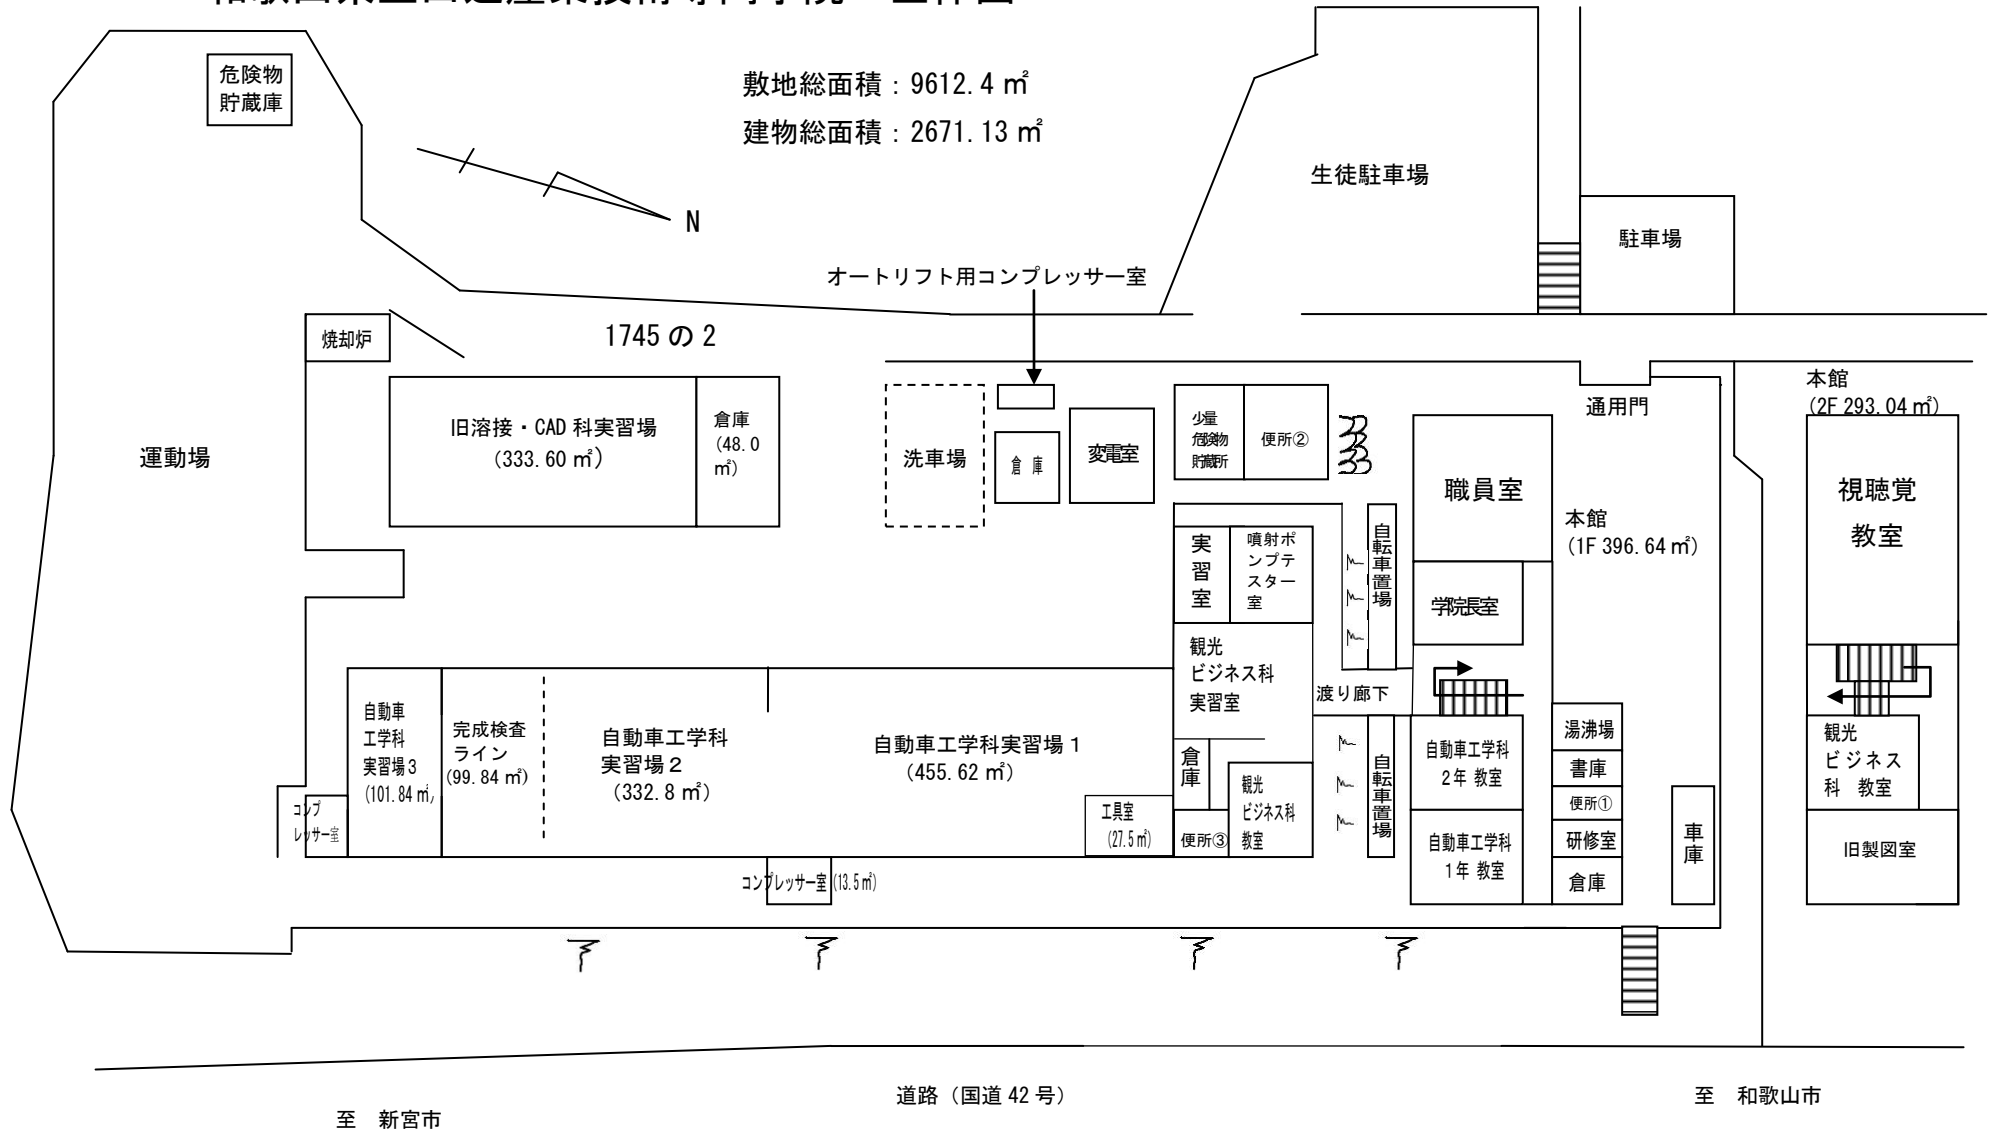 危険物
貯蔵庫
敷地総面積：9612.4 ㎡
建物総面積：2671.13 ㎡
N
生徒駐車場
駐車場
オートリフト用コンプレッサー室
焼却炉
1745 の 2
通用門
本館
(2F 293.04 ㎡)
運動場
旧溶接・CAD 科実習場
(333.60 ㎡)
倉庫
(48.0
㎡)
洗車場
倉 庫
変電室
少量
危険物
貯蔵所
便所②
職員室
本館
(1F 396.64 ㎡)
視聴覚
教室
実習室
噴射ポ
ンプテ
スター
室
自転車置場
学院長室
観光
ビジネス科
実習室
渡り廊下
自動車
工学科
実習場３
(101.84 ㎡)
完成検査
ライン
(99.84 ㎡)
自動車工学科
実習場２
(332.8 ㎡)
自動車工学科実習場１
(455.62 ㎡)
倉庫
観光
ビジネス科
教室
自転車置場
自動車工学科
2年 教室
湯沸場
書庫
便所①
研修室
倉庫
車庫
観光
ビジネス
科　教室
旧製図室
コンプ
レッサー室
工具室
(27.5 ㎡)
便所③
自動車工学科
1年 教室
コンプレッサー室 (13.5 ㎡)
道路（国道 42 号）
至　和歌山市
至　新宮市